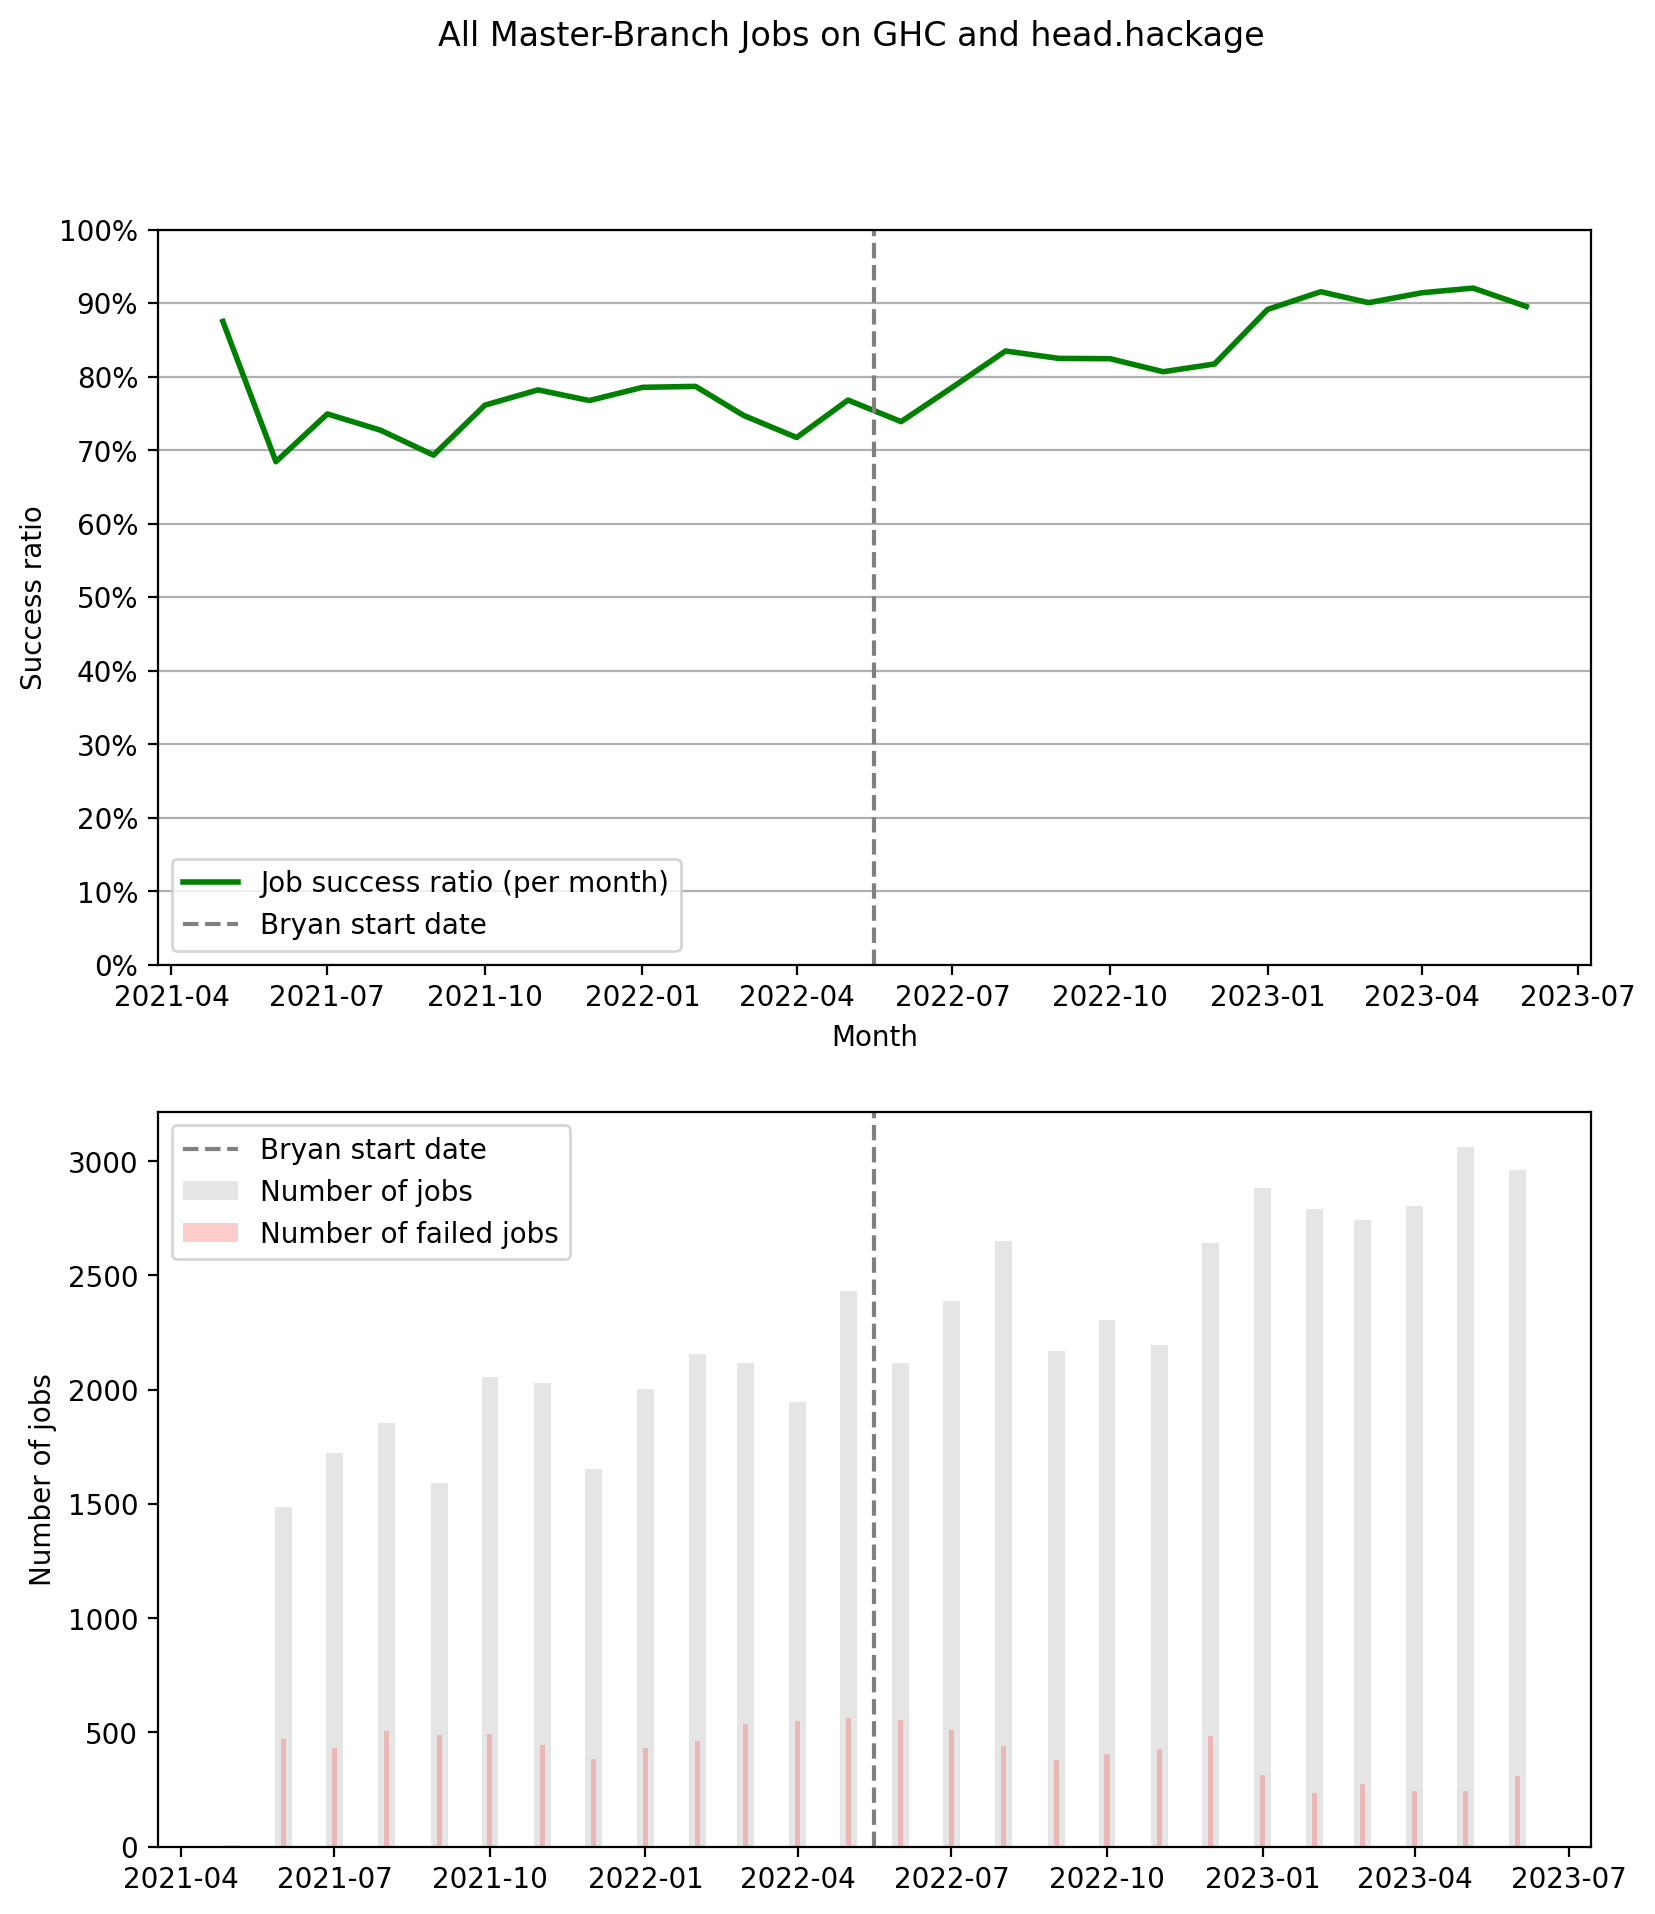 All Master-Branch Jobs on GHC and head.hackage
100%
90%
80%
70%
60%
50%
40%
30%
20%
10%
0%
Success ratio
Job success ratio (per month)
Bryan start date
2021-04 2021-07 2021-10 2022-01 2022-04 2022-07 2022-10 2023-01 2023-04 2023-07
Month
Bryan start date
Number of jobs
Number of failed jobs
3000
2500
2000
1500
1000
500
0
Number of jobs
2021-04 2021-07 2021-10 2022-01 2022-04 2022-07 2022-10 2023-01 2023-04 2023-07